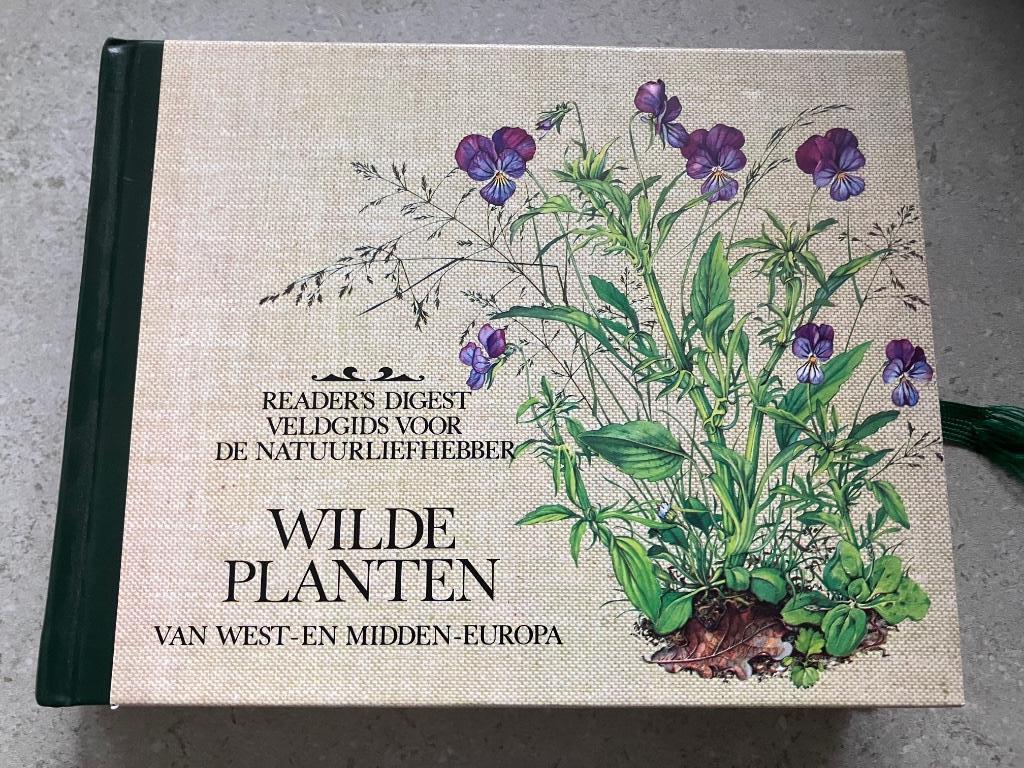 READER'S DIGEST
VELDGIDS VOOR
DE NATUURLIEFHEBBER
WILDE
PLANTEN
VAN WEST-EN MIDDEN-EUROPA